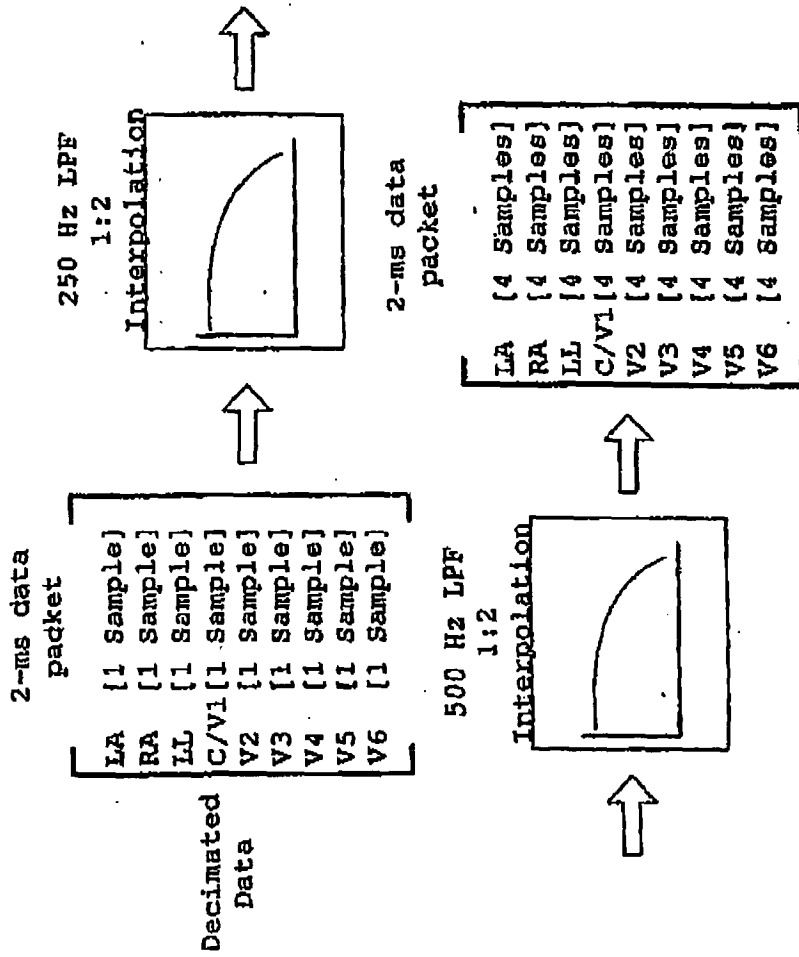 2-ms data
packet
Decimated
Data
LA [1 Sample]
RA [1 Sample]
LL [1 Sample]
C/V1 [1 Sample]
V2 [1 Sample]
V3 [1 Sample]
V4 [1 Sample]
V5 [1 Sample]
V6 [1 Sample]
250 Hz LPF
1:2
Interpolation
500 Hz LPF
1:2
Interpolation
2-ms data
packet
LA [4 Samples]
RA [4 Samples]
LL [4 Samples]
C/V1 [4 Samples]
V2 [4 Samples]
V3 [4 Samples]
V4 [4 Samples]
V5 [4 Samples]
V6 [4 Samples]